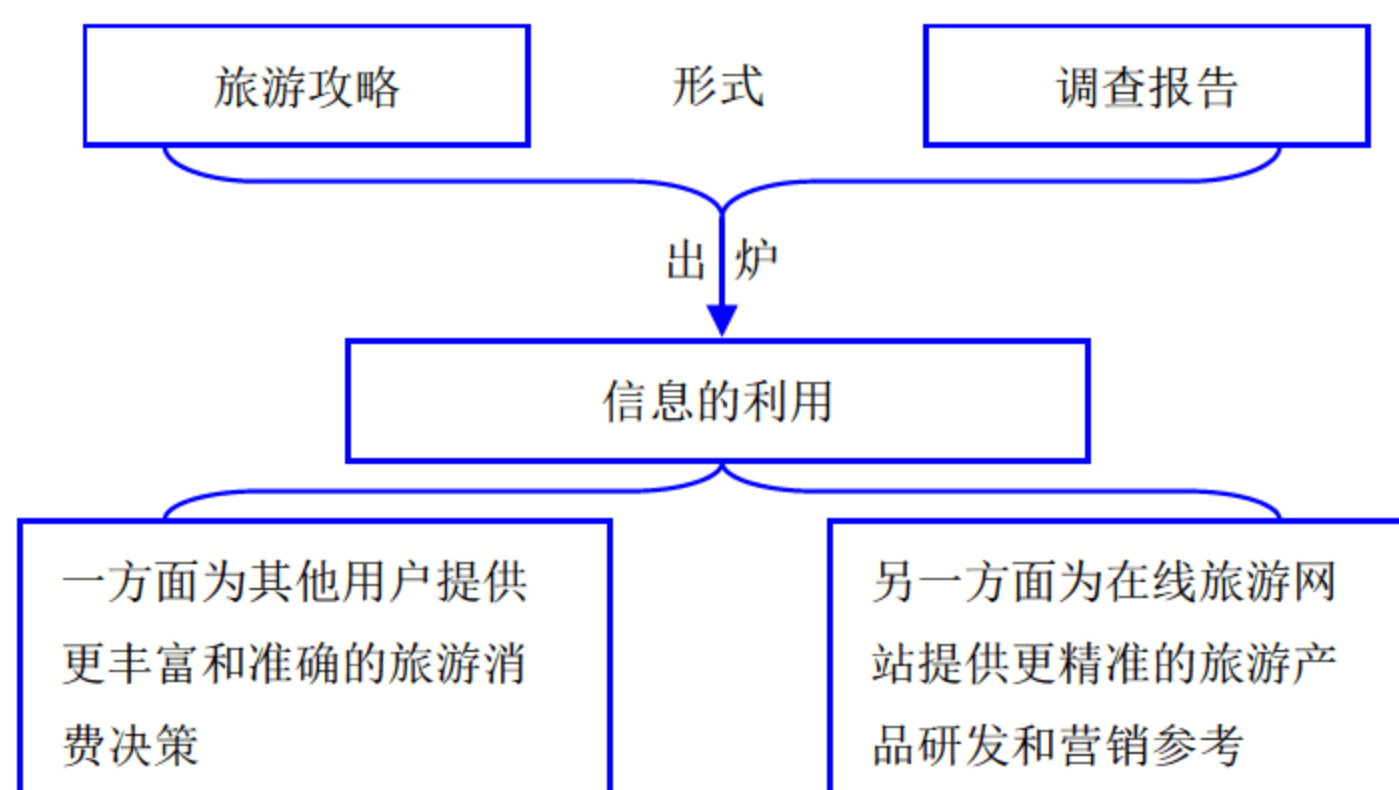 旅游攻略
形式
调查报告
出 炉
信息的利用
一方面为其他用户提供
更丰富和准确的旅游消
费决策
另一方面为在线旅游网
站提供更精准的旅游产
品研发和营销参考